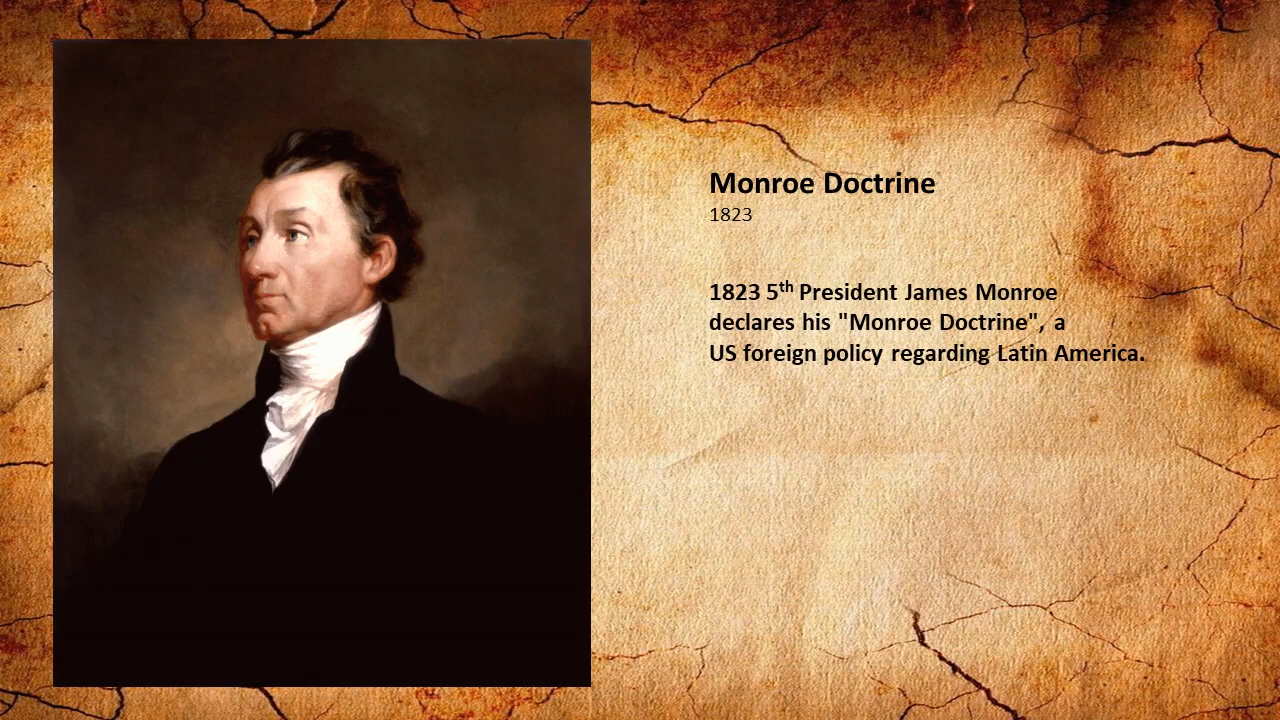 Monroe Doctrine
1823
1823 5th President James Monroe
declares his "Monroe Doctrine", a
US foreign policy regarding Latin America.